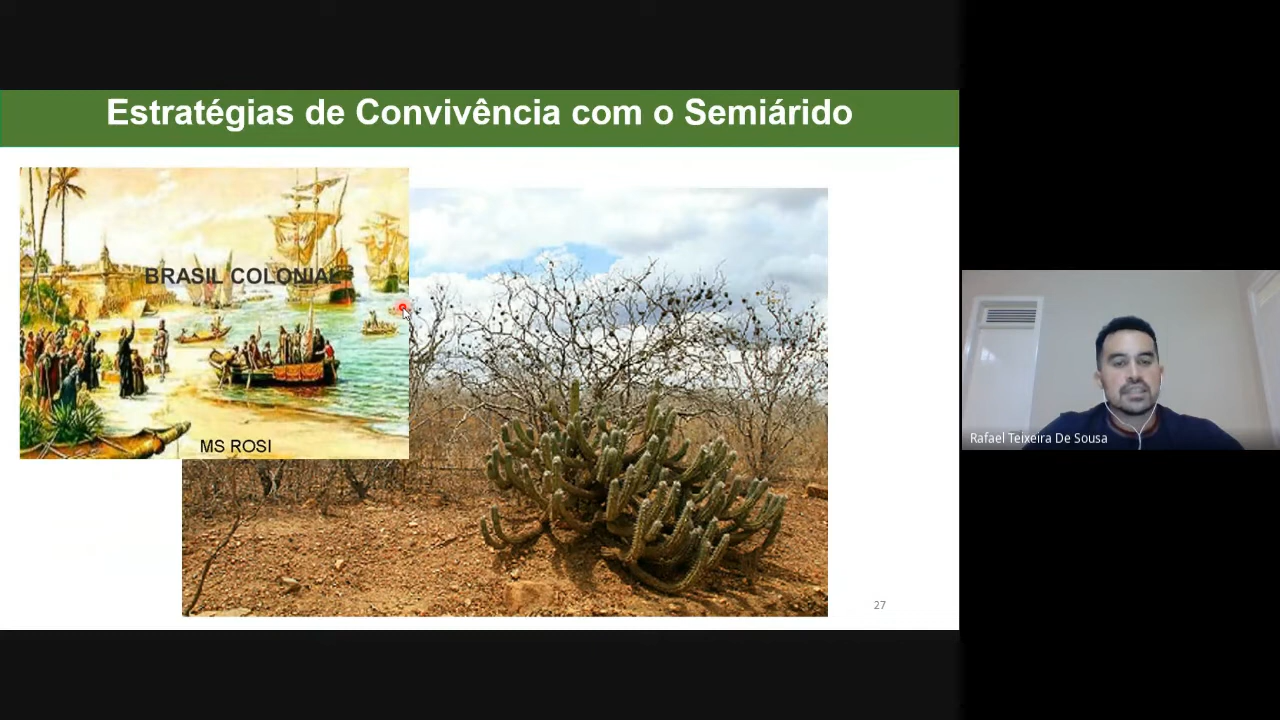 Estratégias de Convivência com o Semiárido
BRASIL COLONIAL
MS ROSI
Rafael Teixeira De Sousa
27